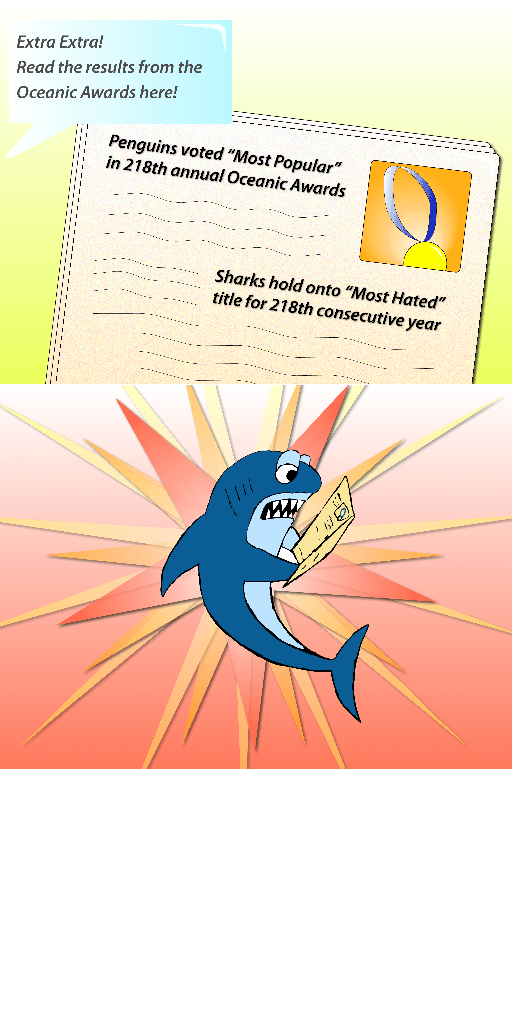 Extra Extra!
Read the results from the
Oceanic Awards here!
Penguins voted “Most Popular”
in 218th annual Oceanic Awards
Sharks hold onto “Most Hated”
title for 218th consecutive year